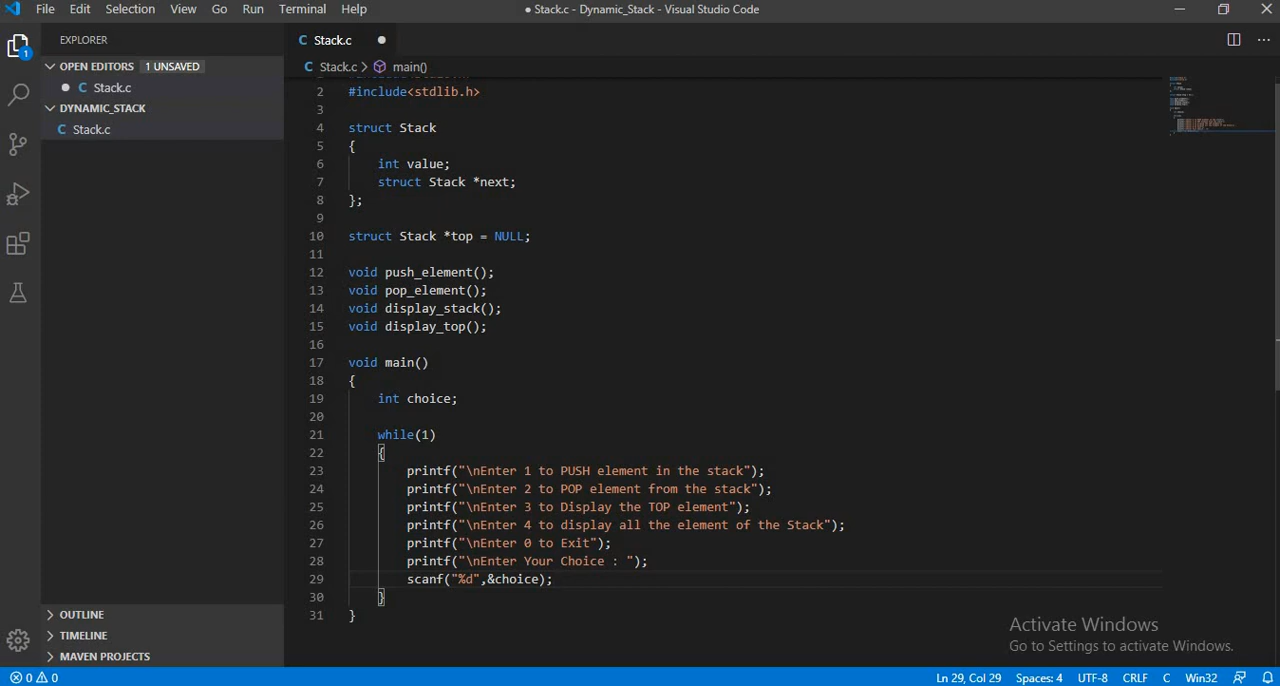 File Edit Selection View Go Run Terminal Help
● Stack.c - Dynamic_Stack - Visual Studio Code
EXPLORER
OPEN EDITORS 1 UNSAVED
C Stack.c
DYNAMIC_STACK
C Stack.c
OUTLINE
TIMELINE
MAVEN PROJECTS
1
C Stack.c ●
C Stack.c > main()
2 #include<stdlib.h>
3
4 struct Stack
5 {
6 int value;
7 struct Stack *next;
8 };
9
10 struct Stack *top = NULL;
11
12 void push_element();
13 void pop_element();
14 void display_stack();
15 void display_top();
16
17 void main()
18 {
19 int choice;
20
21 while(1)
22 {
23 printf("\nEnter 1 to PUSH element in the stack");
24 printf("\nEnter 2 to POP element from the stack");
25 printf("\nEnter 3 to Display the TOP element");
26 printf("\nEnter 4 to display all the element of the Stack");
27 printf("\nEnter 0 to Exit");
28 printf("\nEnter Your Choice : ");
29 scanf("%d",&choice);
30 }
31 }
Activate Windows
Go to Settings to activate Windows.
0 0 Ln 29, Col 29 Spaces: 4 UTF-8 CRLF C Win32